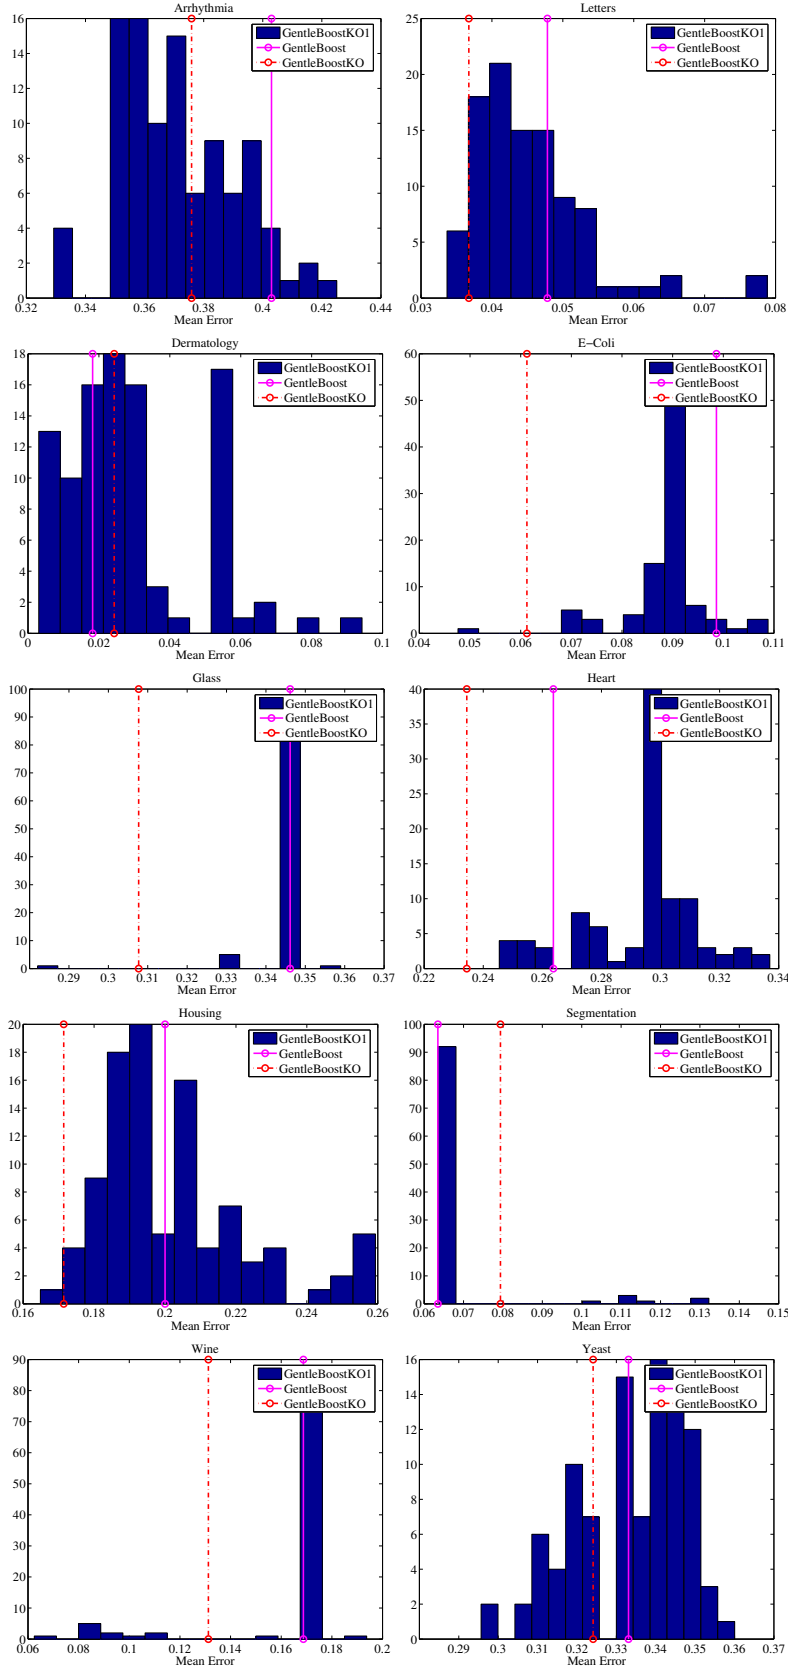 Arrhythmia
16
14
12
10
8
6
4
2
0
0.32 0.34 0.36 0.38 0.4 0.42 0.44
Mean Error
GentleBoostKO1
GentleBoost
GentleBoostKO
Letters
25
20
15
10
5
0
0.03 0.04 0.05 0.06 0.07 0.08
Mean Error
GentleBoostKO1
GentleBoost
GentleBoostKO
Dermatology
18
16
14
12
10
8
6
4
2
0
0 0.02 0.04 0.06 0.08 0.1
Mean Error
GentleBoostKO1
GentleBoost
GentleBoostKO
E−Coli
60
50
40
30
20
10
0
0.04 0.05 0.06 0.07 0.08 0.09 0.1 0.11
Mean Error
GentleBoostKO1
GentleBoost
GentleBoostKO
Glass
100
90
80
70
60
50
40
30
20
10
0
0.29 0.3 0.31 0.32 0.33 0.34 0.35 0.36 0.37
Mean Error
GentleBoostKO1
GentleBoost
GentleBoostKO
Heart
40
35
30
25
20
15
10
5
0
0.22 0.24 0.26 0.28 0.3 0.32 0.34
Mean Error
GentleBoostKO1
GentleBoost
GentleBoostKO
Housing
20
18
16
14
12
10
8
6
4
2
0
0.16 0.18 0.2 0.22 0.24 0.26
Mean Error
GentleBoostKO1
GentleBoost
GentleBoostKO
Segmentation
100
90
80
70
60
50
40
30
20
10
0
0.06 0.07 0.08 0.09 0.1 0.11 0.12 0.13 0.14 0.15
Mean Error
GentleBoostKO1
GentleBoost
GentleBoostKO
Wine
90
80
70
60
50
40
30
20
10
0
0.06 0.08 0.1 0.12 0.14 0.16 0.18 0.2
Mean Error
GentleBoostKO1
GentleBoost
GentleBoostKO
Yeast
16
14
12
10
8
6
4
2
0
0.29 0.3 0.31 0.32 0.33 0.34 0.35 0.36 0.37
Mean Error
GentleBoostKO1
GentleBoost
GentleBoostKO